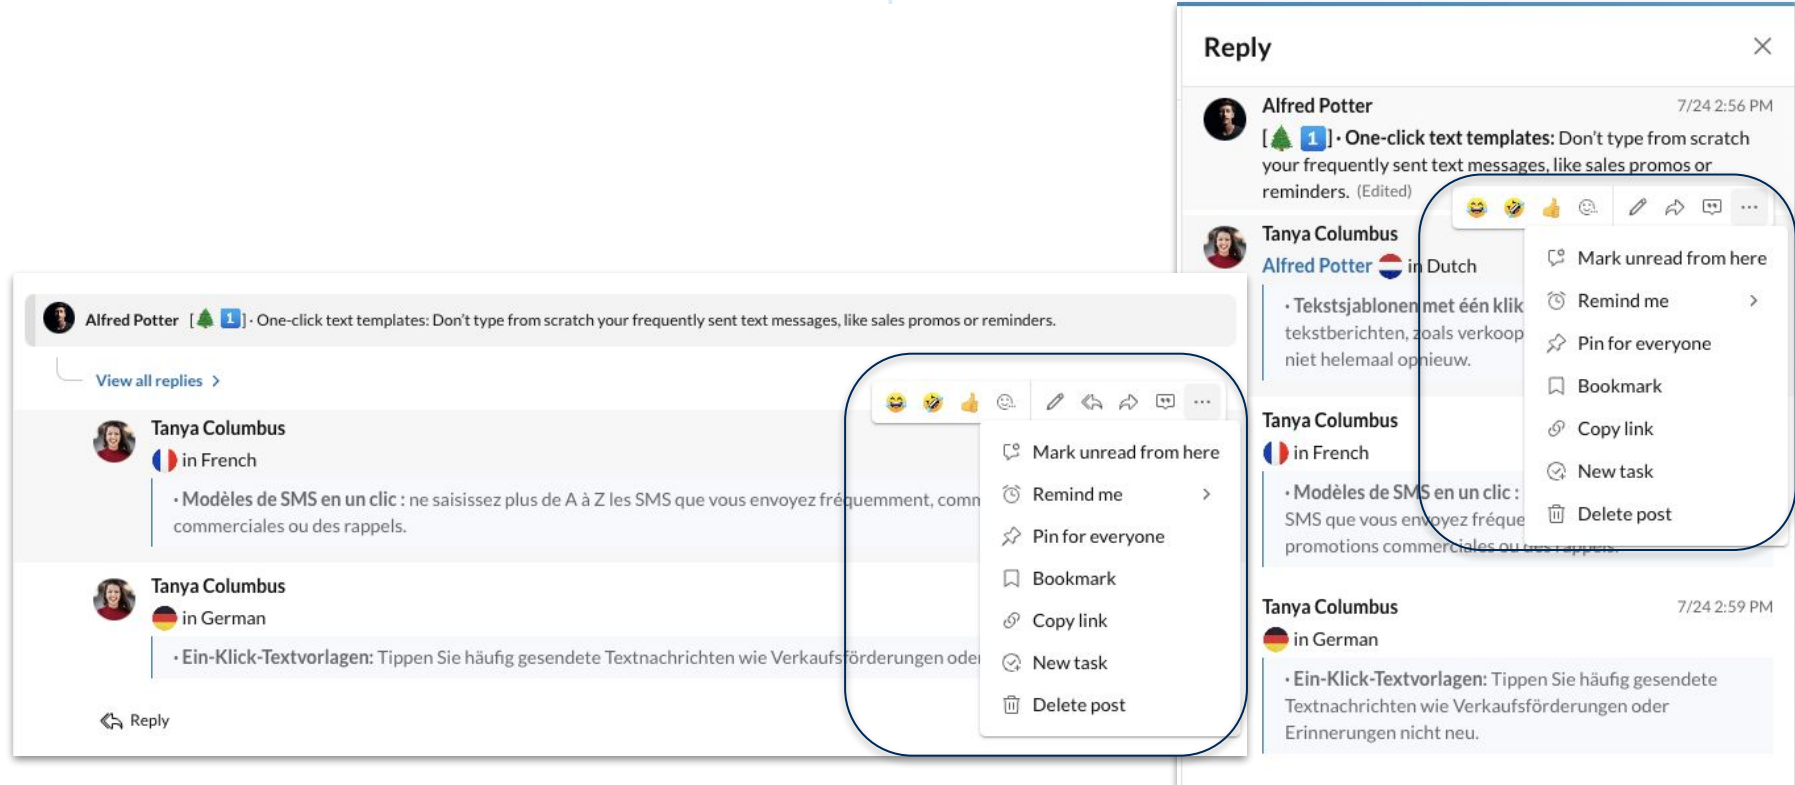 Reply
Alfred Potter 7/24 2:56 PM
[🌲 1️⃣] · One-click text templates: Don't type from scratch
your frequently sent text messages, like sales promos or
reminders. (Edited)
Tanya Columbus
Alfred Potter 🇳🇱 in Dutch
· Tekstsjablonen met één klik
tekstberichten, zoals verkoop
niet helemaal opnieuw.
Mark unread from here
Remind me
Pin for everyone
Bookmark
Copy link
New task
Delete post
Tanya Columbus
🇫🇷 in French
· Modèles de SMS en un clic :
SMS que vous envoyez fréque
promotions commerciales ou des rappels.
Tanya Columbus 7/24 2:59 PM
🇩🇪 in German
· Ein-Klick-Textvorlagen: Tippen Sie häufig gesendete
Textnachrichten wie Verkaufsförderungen oder
Erinnerungen nicht neu.
Alfred Potter [🌲 1️⃣] · One-click text templates: Don't type from scratch your frequently sent text messages, like sales promos or reminders.
View all replies
Tanya Columbus
🇫🇷 in French
· Modèles de SMS en un clic : ne saisissez plus de A à Z les SMS que vous envoyez fréquemment, comm
commerciales ou des rappels.
Tanya Columbus
🇩🇪 in German
· Ein-Klick-Textvorlagen: Tippen Sie häufig gesendete Textnachrichten wie Verkaufsförderungen oder
Reply
Mark unread from here
Remind me
Pin for everyone
Bookmark
Copy link
New task
Delete post